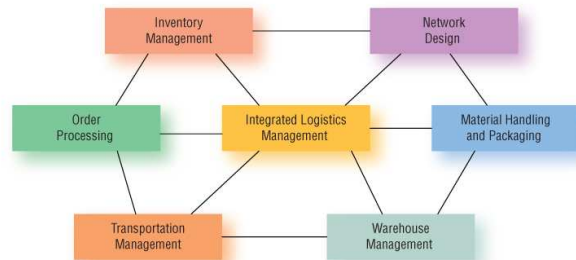 Inventory
Management
Network
Design
Order
Processing
Integrated Logistics
Management
Material Handling
and Packaging
Transportation
Management
Warehouse
Management